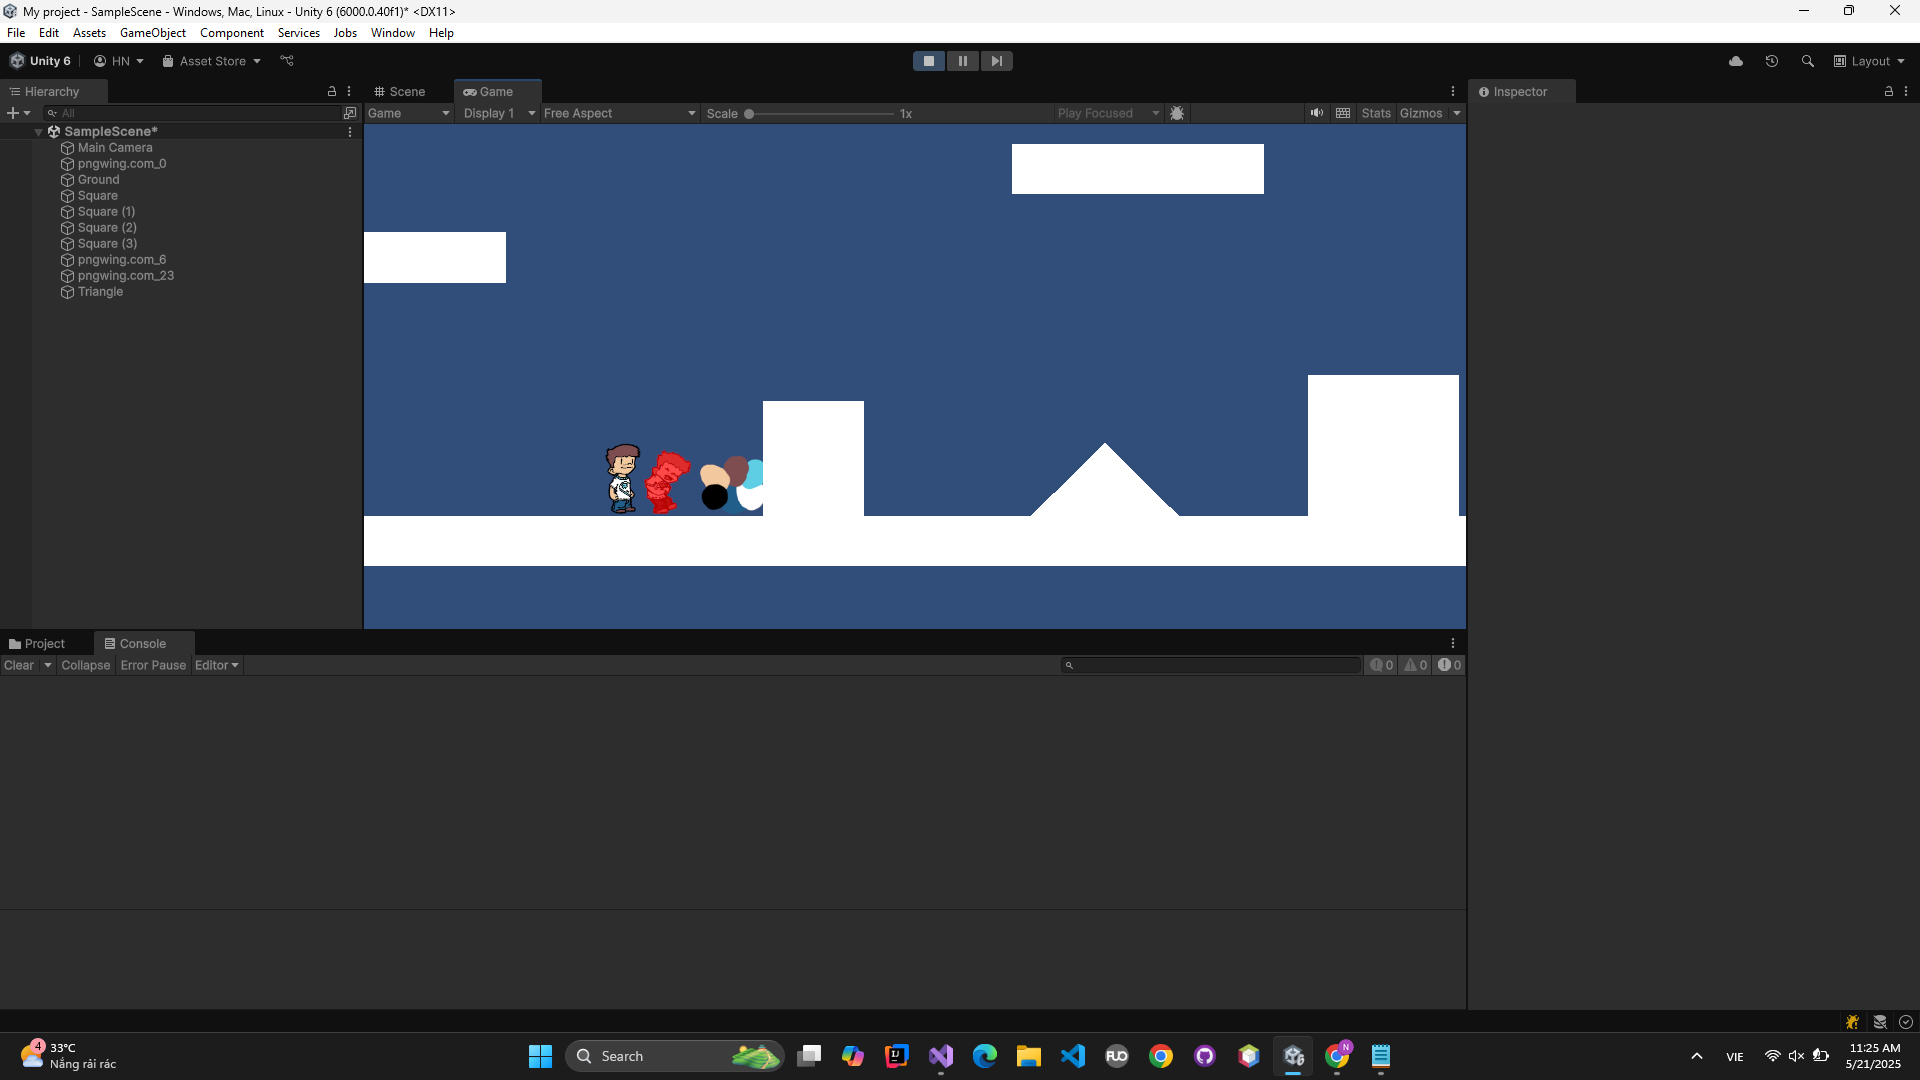 My project - SampleScene - Windows, Mac, Linux - Unity 6 (6000.0.40f1)* <DX11>
File Edit Assets GameObject Component Services Jobs Window Help
Unity 6 HN Asset Store Layout
Hierarchy Scene Game Inspector
All Game Display 1 Free Aspect Scale 1x Play Focused Stats Gizmos
SampleScene*
Main Camera
pngwing.com_0
Ground
Square
Square (1)
Square (2)
Square (3)
pngwing.com_6
pngwing.com_23
Triangle
Project Console
Clear Collapse Error Pause Editor 0 0 0
4 33°C
Nắng rải rác
Search
FUO
N
VIE
11:25 AM
5/21/2025